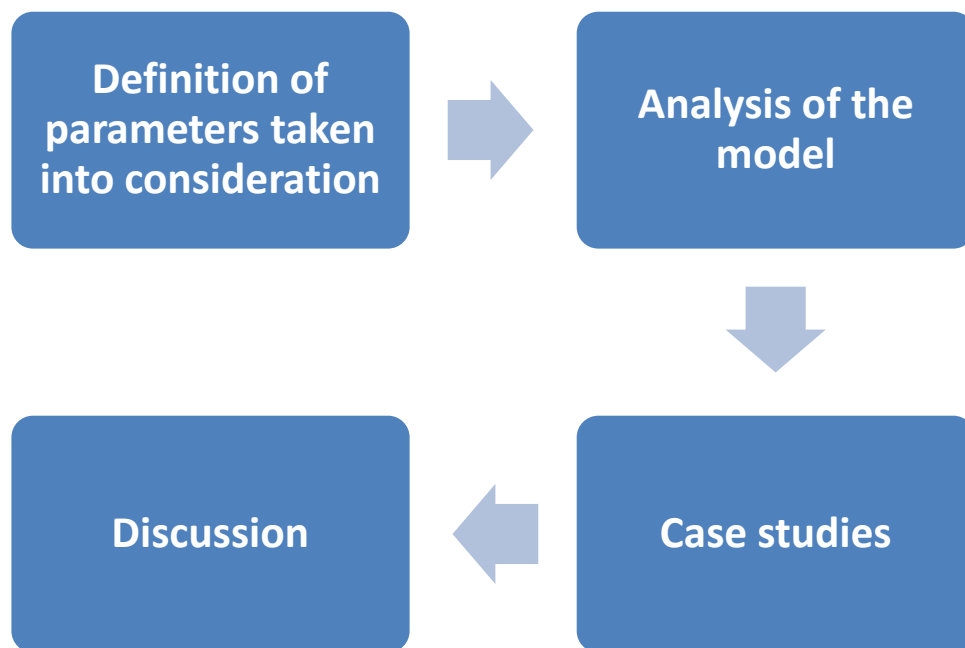 Definition of
parameters taken
into consideration
Analysis of the
model
Case studies
Discussion